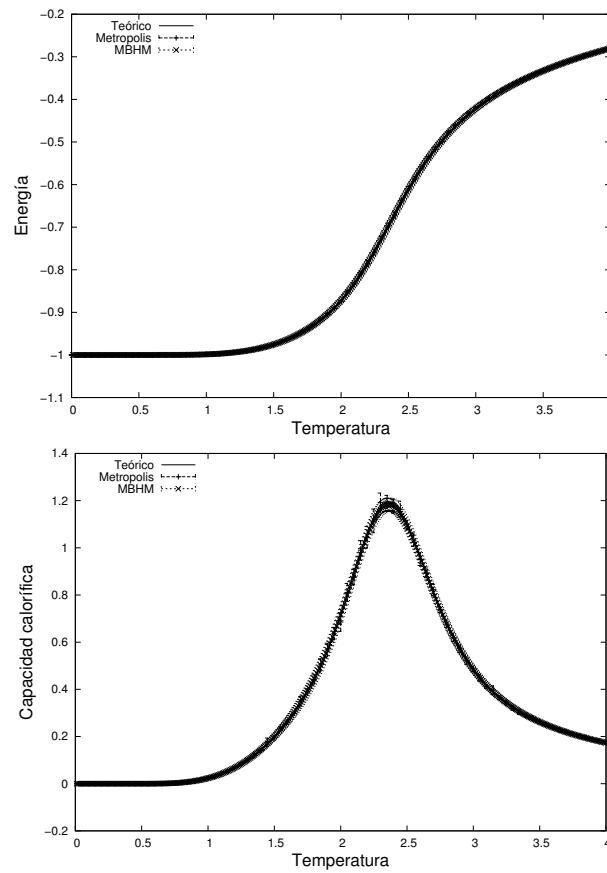 -0.2
-0.3
-0.4
-0.5
-0.6
-0.7
-0.8
-0.9
-1
-1.1
0 0.5 1 1.5 2 2.5 3 3.5
Energía
Temperatura
Teórico
Metropolis
MBHM
1.4
1.2
1
0.8
0.6
0.4
0.2
0
-0.2
0 0.5 1 1.5 2 2.5 3 3.5 4
Capacidad calorífica
Temperatura
Teórico
Metropolis
MBHM